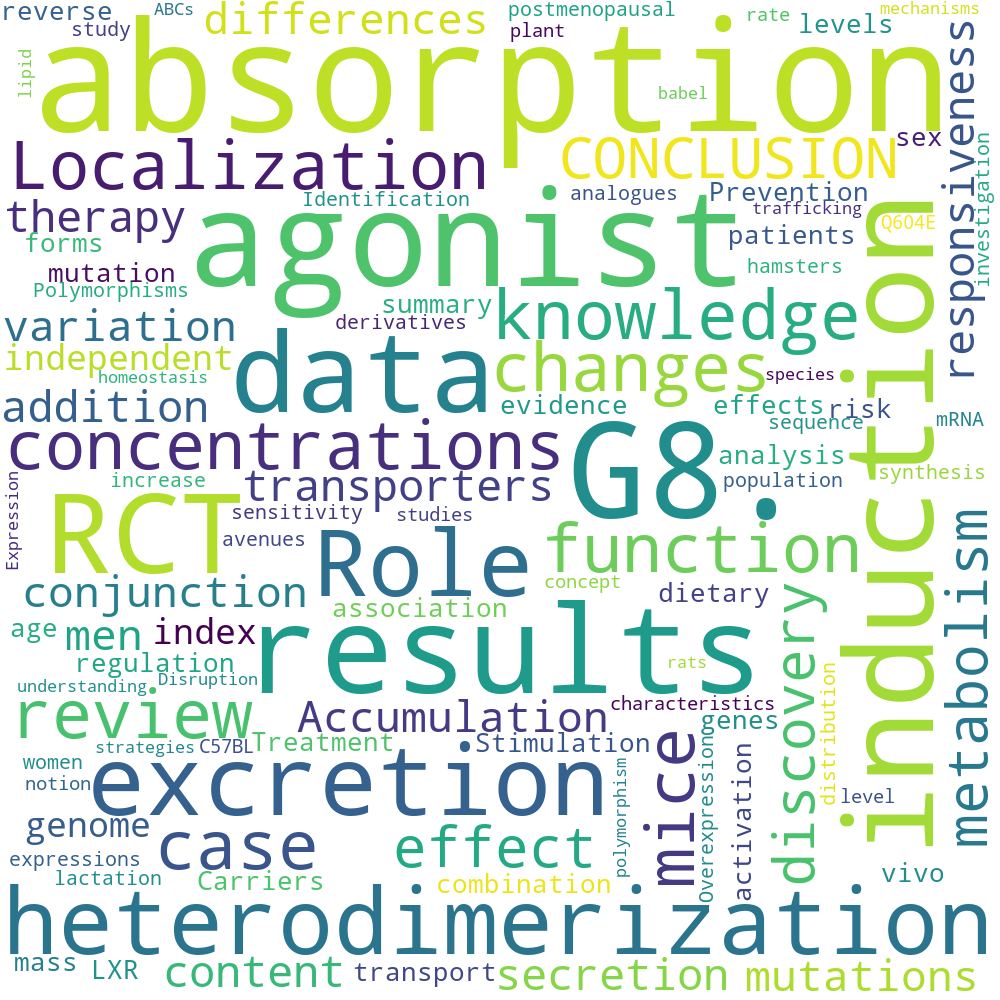 reverse
ABCs
differences
postmenopausal
rate
levels
mechanisms
study
plant
absorption
lipid
babel
responsiveness
Localization
CONCLUSION
sex
investigation
Identification
analogues
Prevention
therapy
agonist
trafficking
Q604E
forms
patients
mutation
hamsters
Polymorphisms
summary
knowledge
induction
variation
derivatives
independent
data
changes
species
homeostasis
addition
evidence
effects
risk
sequence
mRNA
concentrations
G8.
analysis
Expression
increase
transporters
population
synthesis
RCT
sensitivity
studies
avenues
Role
function
metabolism
conjunction
concept
dietary
association
discovery
age
men
index
results
regulation
rats
understanding
Disruption
distribution
review
Accumulation
characteristics
genes
strategies
C57BL
Treatment
Stimulation
mice
Overexpression
activation
women
notion
excretion
polymorphism
level
genome
case
effect
expressions
lactation
Carriers
combination
vivo
heterodimerization
mass
LXR
content
transport
secretion
mutations